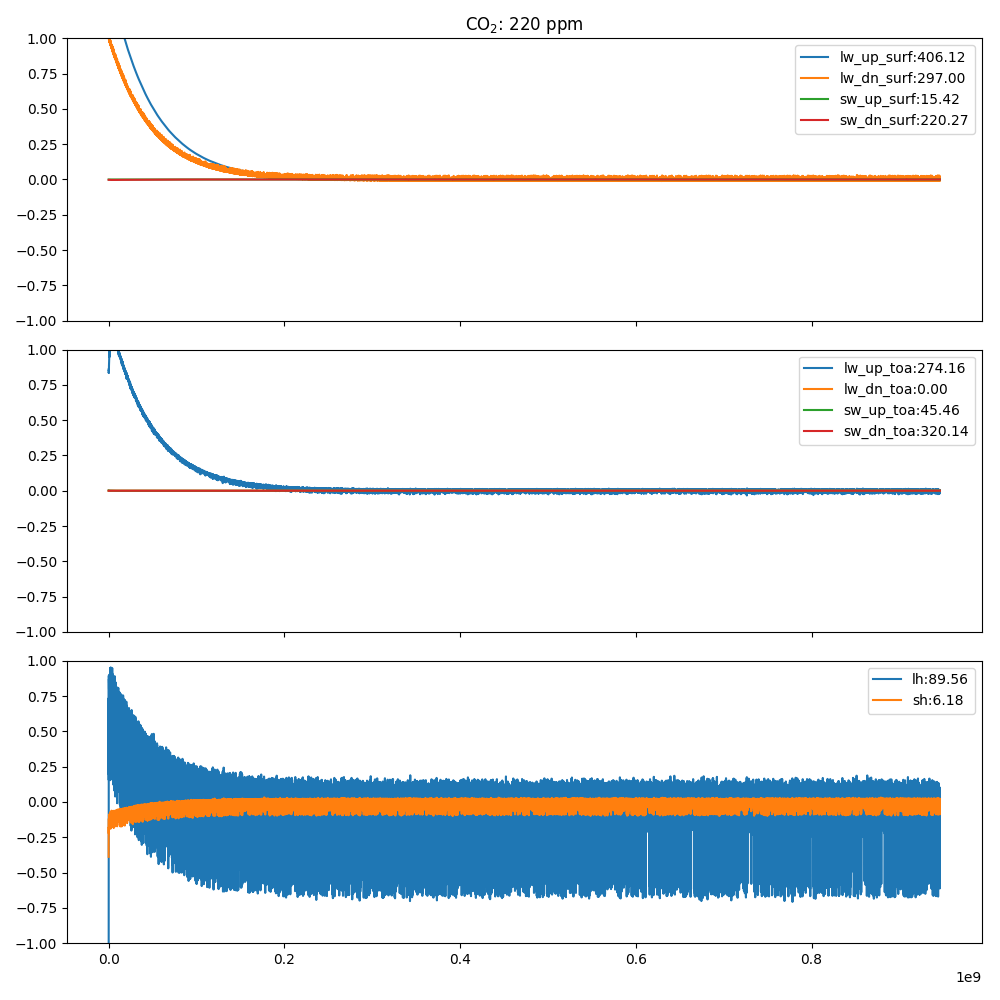 CO₂: 220 ppm
1.00
0.75
0.50
0.25
0.00
−0.25
−0.50
−0.75
−1.00
lw_up_surf:406.12
lw_dn_surf:297.00
sw_up_surf:15.42
sw_dn_surf:220.27
1.00
0.75
0.50
0.25
0.00
−0.25
−0.50
−0.75
−1.00
lw_up_toa:274.16
lw_dn_toa:0.00
sw_up_toa:45.46
sw_dn_toa:320.14
1.00
0.75
0.50
0.25
0.00
−0.25
−0.50
−0.75
−1.00
lh:89.56
sh:6.18
0.0 0.2 0.4 0.6 0.8
1e9